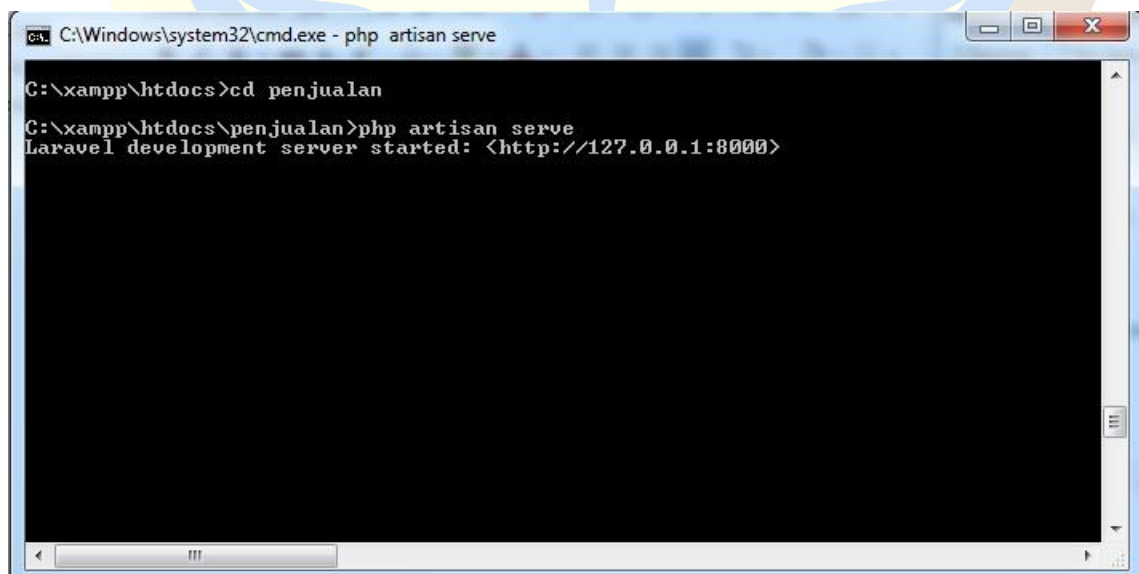 C:\Windows\system32\cmd.exe - php  artisan serve
C:\xampp\htdocs>cd penjualan
C:\xampp\htdocs\penjualan>php artisan serve
Laravel development server started: <http://127.0.0.1:8000>